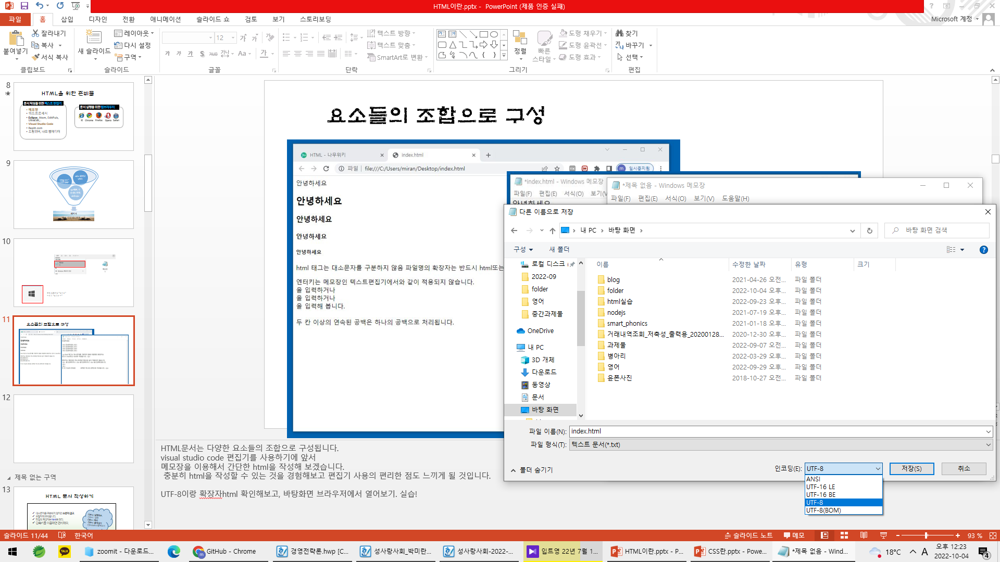 HTML이란.pptx - PowerPoint (제품 인증 실패)
파일 홈 삽입 디자인 전환 애니메이션 슬라이드 쇼 검토 보기 스토리보딩
Microsoft 계정
붙여넣기
잘라내기
복사
서식 복사
클립보드
새 슬라이드
레이아웃
다시 설정
구역
슬라이드
12
가 가 가 S 가나 간격 Aa 가
글꼴
텍스트 방향
텍스트 맞춤
SmartArt로 변환
단락
정렬
빠른 스타일
도형 채우기
도형 윤곽선
도형 효과
그리기
찾기
바꾸기
선택
편집
8
HTML을 위한 준비물
문서 작성을 위한 텍스트 편집기
메모장
워드프로세서
Eclipse, Atom, EditPuls,
UltraEdit,..
Visual Studio Code
Replit.com
드림위버, 나모 웹에디터
문서 실행을 위한 웹브라우저
IE Chrome Firefox Opera Safari
9
10
11
요소들의 조합으로 구성
12
제목 없는 구역
13
HTML 문서 작성하기
요소들의 조합으로 구성
HTML - 나무위키
index.html
파일 | file:///C:/Users/miran/Desktop/index.html
m 일시중지됨
안녕하세요
안녕하세요
안녕하세요
안녕하세요
안녕하세요
html 태그는 대소문자를 구분하지 않음 파일명의 확장자는 반드시 html또는
엔터키는 메모장인 텍스트편집기에서와 같이 적용되지 않습니다.
을 입력하거나
을 입력하거나
을 입력해 봅니다.
두 칸 이상의 연속된 공백은 하나의 공백으로 처리됩니다.
*index.html - Windows 메모장
파일(F) 편집(E) 서식(O) 보기(V
안녕하세요
*제목 없음 - Windows 메모장
파일(F) 편집(E) 서식(O) 보기(V) 도움말(H)
다른 이름으로 저장
내 PC > 바탕 화면 >
바탕 화면 검색
구성 새 폴더
로컬 디스크 (
2022-09
folder
영어
중간과제물
OneDrive
내 PC
3D 개체
다운로드
동영상
문서
바탕 화면
이름 수정한 날짜 유형 크기
blog 2021-04-26 오전... 파일 폴더
folder 2022-10-04 오후... 파일 폴더
html실습 2022-09-23 오후... 파일 폴더
nodejs 2021-07-19 오후... 파일 폴더
smart_phonics 2021-01-18 오후... 파일 폴더
거래내역조회_저축성_출력용_20200128... 2020-12-30 오후... 파일 폴더
과제물 2022-09-07 오전... 파일 폴더
병아리 2022-03-29 오후... 파일 폴더
영어 2022-09-29 오후... 파일 폴더
윤폰사진 2018-10-27 오전... 파일 폴더
파일 이름(N): index.html
파일 형식(T): 텍스트 문서(*.txt)
폴더 숨기기
인코딩(E): UTF-8
저장(S) 취소
ANSI
UTF-16 LE
UTF-16 BE
UTF-8
UTF-8(BOM)
HTML문서는 다양한 요소들의 조합으로 구성됩니다.
visual studio code 편집기를 사용하기에 앞서
메모장을 이용해서 간단한 html을 작성해 보겠습니다.
충분히 html을 작성할 수 있는 것을 경험해보고 편집기 사용의 편리한 점도 느끼게 될 것입니다.
UTF-8이랑 확장자html 확인해보고, 바탕화면 브라우저에서 열어보기. 실습!
슬라이드 11/44 한국어
슬라이드 노트 메모 93 %
TALK
zoomit - 다운로드...
GitHub - Chrome
경영전략론.hwp [C...
성사랑사회_박미란...
성사랑사회-2022-...
입트영 22년 7월 1...
HTML이란.pptx - P...
CSS란.pptx - Powe...
*제목 없음 - Wind...
18°C
A
오후 12:23
2022-10-04
4